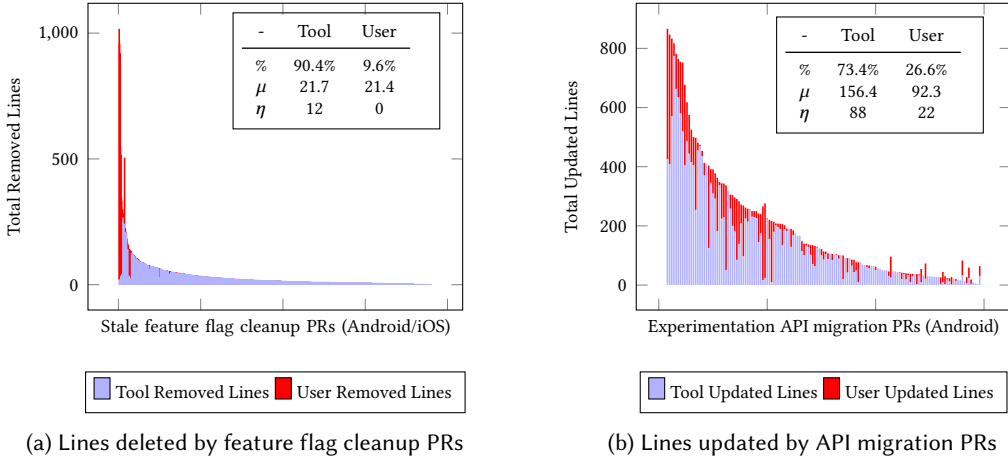 1,000
500
0
Total Removed Lines
- Tool User
% 90.4% 9.6%
μ 21.7 21.4
η 12 0
Stale feature flag cleanup PRs (Android/iOS)
Tool Removed Lines User Removed Lines
(a) Lines deleted by feature flag cleanup PRs
800
600
400
200
0
Total Updated Lines
- Tool User
% 73.4% 26.6%
μ 156.4 92.3
η 88 22
Experimentation API migration PRs (Android)
Tool Updated Lines User Updated Lines
(b) Lines updated by API migration PRs